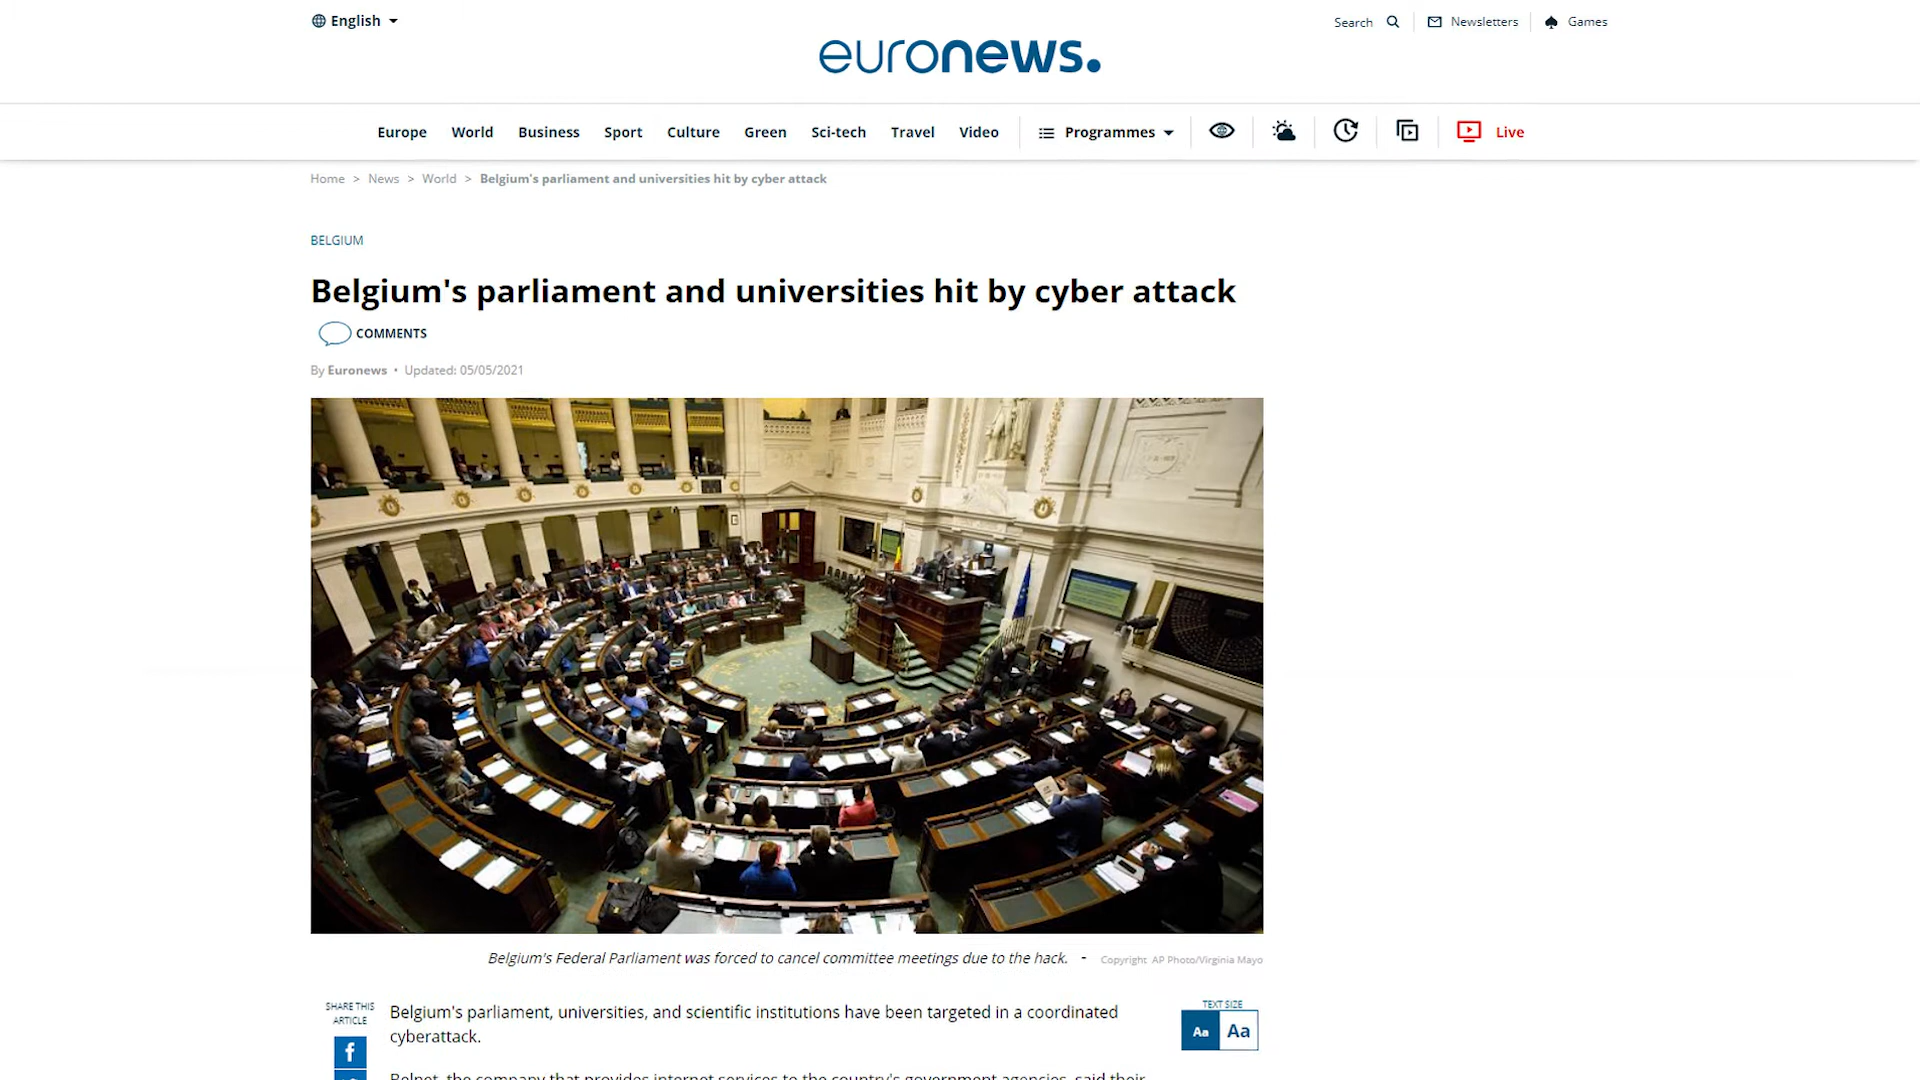 English
Search
Newsletters
Games
euronews.
Europe
World
Business
Sport
Culture
Green
Sci-tech
Travel
Video
Programmes
Live
Home > News > World > Belgium's parliament and universities hit by cyber attack
BELGIUM
Belgium's parliament and universities hit by cyber attack
COMMENTS
By Euronews • Updated: 05/05/2021
Belgium's Federal Parliament was forced to cancel committee meetings due to the hack. - Copyright AP Photo/Virginia Mayo
SHARE THIS
ARTICLE
Belgium's parliament, universities, and scientific institutions have been targeted in a coordinated
cyberattack.
TEXT SIZE
Aa Aa
Belnet, the company that provides internet services to the country's government agencies, said their